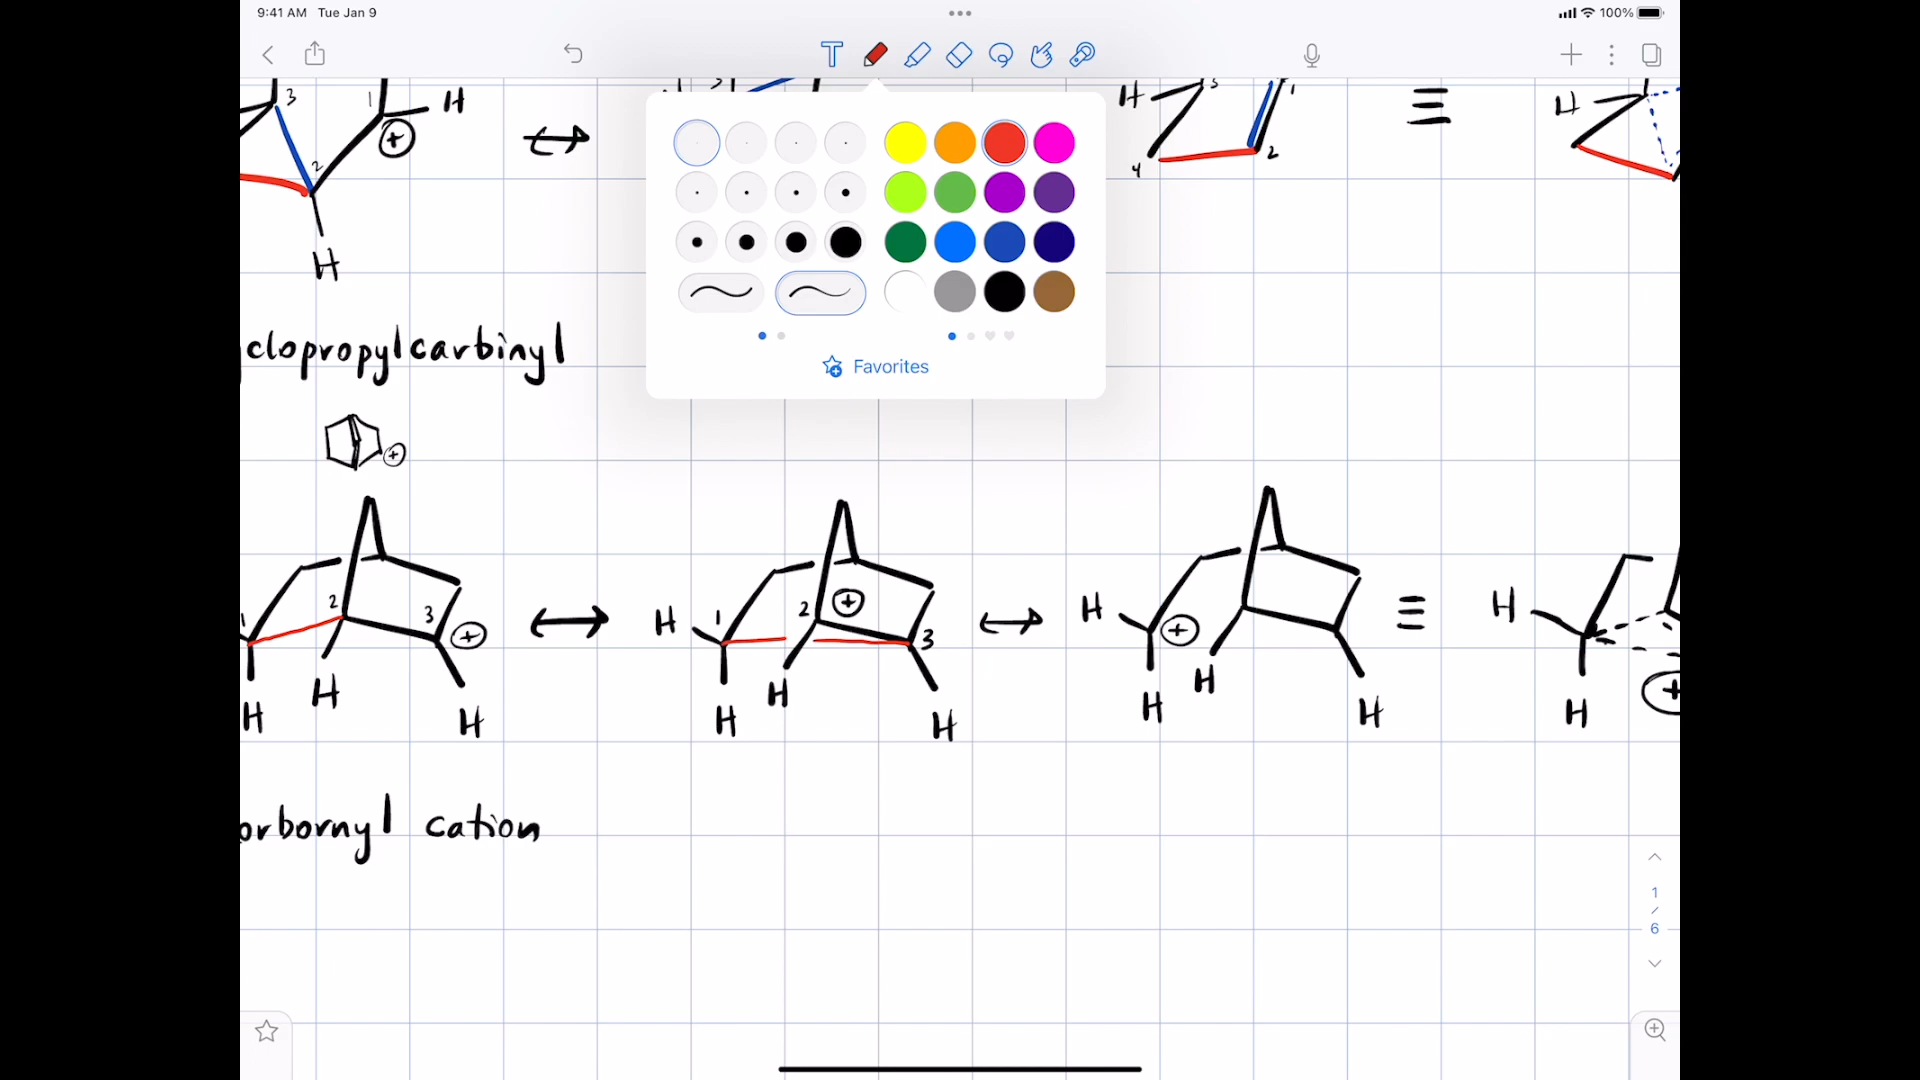 9:41 AM Tue Jan 9
100%
T
3
1
H
+
2
H
H
4
2
H
Favorites
clopropylcarbinyl
+
1
2
3
+
H
H
H
H
1
2
+
3
H
H
H
H
+
H
H
H
H
H
+
orbornyl cation
1
/
6